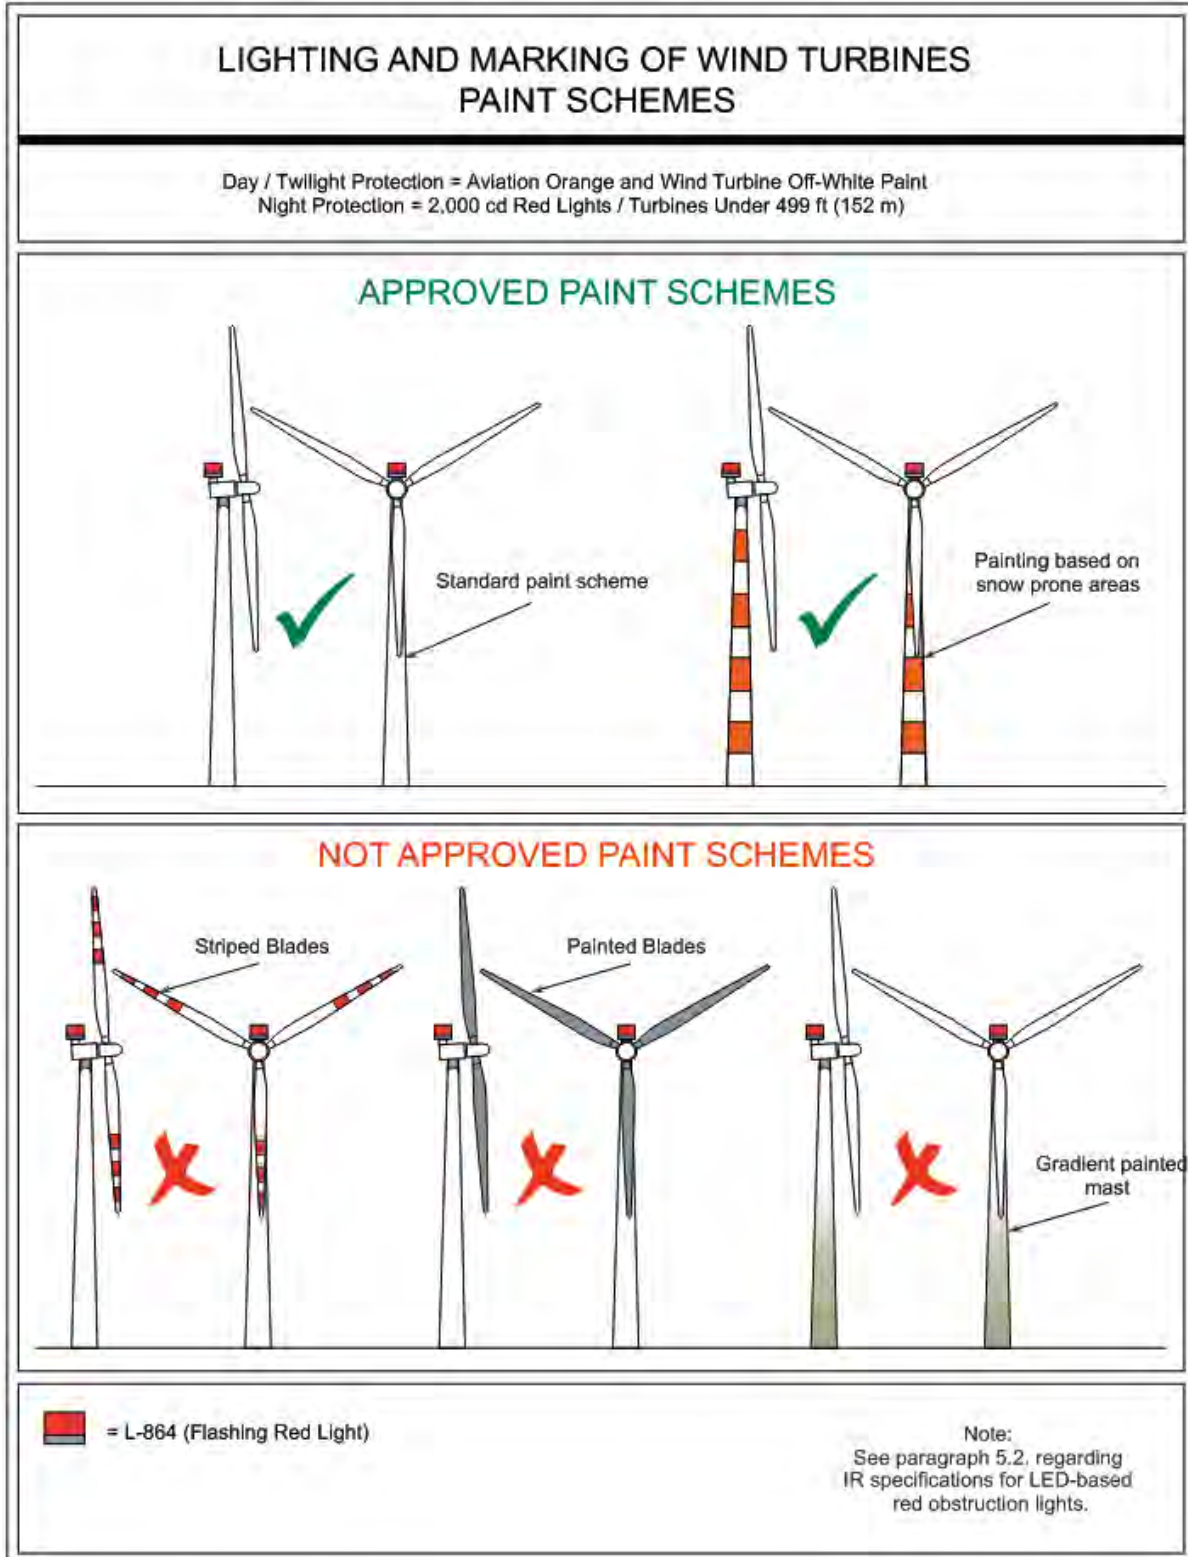 LIGHTING AND MARKING OF WIND TURBINES
PAINT SCHEMES
Day / Twilight Protection = Aviation Orange and Wind Turbine Off-White Paint
Night Protection = 2,000 cd Red Lights / Turbines Under 499 ft (152 m)
APPROVED PAINT SCHEMES
Standard paint scheme
Painting based on
snow prone areas
NOT APPROVED PAINT SCHEMES
Striped Blades
Painted Blades
Gradient painted
mast
= L-864 (Flashing Red Light)
Note:
See paragraph 5.2. regarding
IR specifications for LED-based
red obstruction lights.